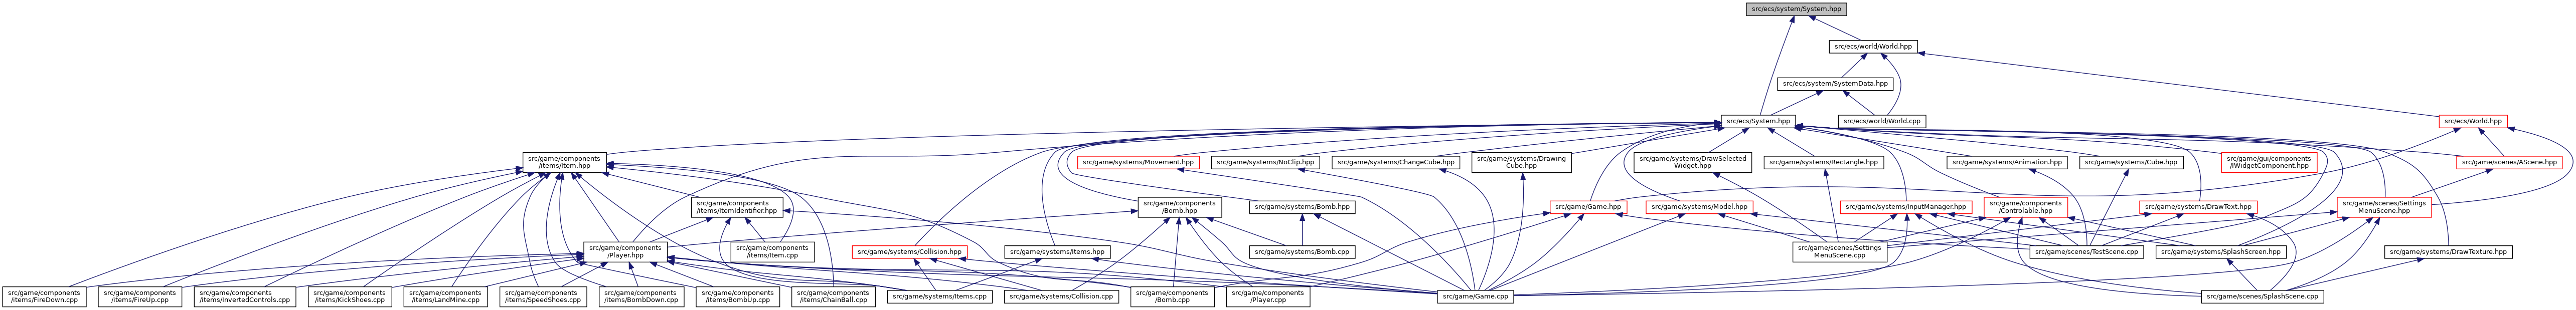 src/ecs/system/System.hpp
src/ecs/world/World.hpp
src/ecs/system/SystemData.hpp
src/ecs/System.hpp
src/ecs/world/World.cpp
src/ecs/World.hpp
src/game/components
/items/Item.hpp
src/game/systems/Movement.hpp
src/game/systems/NoClip.hpp
src/game/systems/ChangeCube.hpp
src/game/systems/Drawing
Cube.hpp
src/game/systems/DrawSelected
Widget.hpp
src/game/systems/Rectangle.hpp
src/game/systems/Animation.hpp
src/game/systems/Cube.hpp
src/game/gui/components
/IWidgetComponent.hpp
src/game/scenes/AScene.hpp
src/game/components
/items/ItemIdentifier.hpp
src/game/components
/Bomb.hpp
src/game/systems/Bomb.hpp
src/game/Game.hpp
src/game/systems/Model.hpp
src/game/systems/InputManager.hpp
src/game/components
/Controlable.hpp
src/game/systems/DrawText.hpp
src/game/scenes/Settings
MenuScene.hpp
src/game/components
/Player.hpp
src/game/components
/items/Item.cpp
src/game/systems/Collision.hpp
src/game/systems/Items.hpp
src/game/systems/Bomb.cpp
src/game/scenes/Settings
MenuScene.cpp
src/game/scenes/TestScene.cpp
src/game/systems/SplashScreen.hpp
src/game/systems/DrawTexture.hpp
src/game/components
/items/FireDown.cpp
src/game/components
/items/FireUp.cpp
src/game/components
/items/InvertedControls.cpp
src/game/components
/items/KickShoes.cpp
src/game/components
/items/LandMine.cpp
src/game/components
/items/SpeedShoes.cpp
src/game/components
/items/BombDown.cpp
src/game/components
/items/BombUp.cpp
src/game/components
/items/ChainBall.cpp
src/game/systems/Items.cpp
src/game/systems/Collision.cpp
src/game/components
/Bomb.cpp
src/game/components
/Player.cpp
src/game/Game.cpp
src/game/scenes/SplashScene.cpp